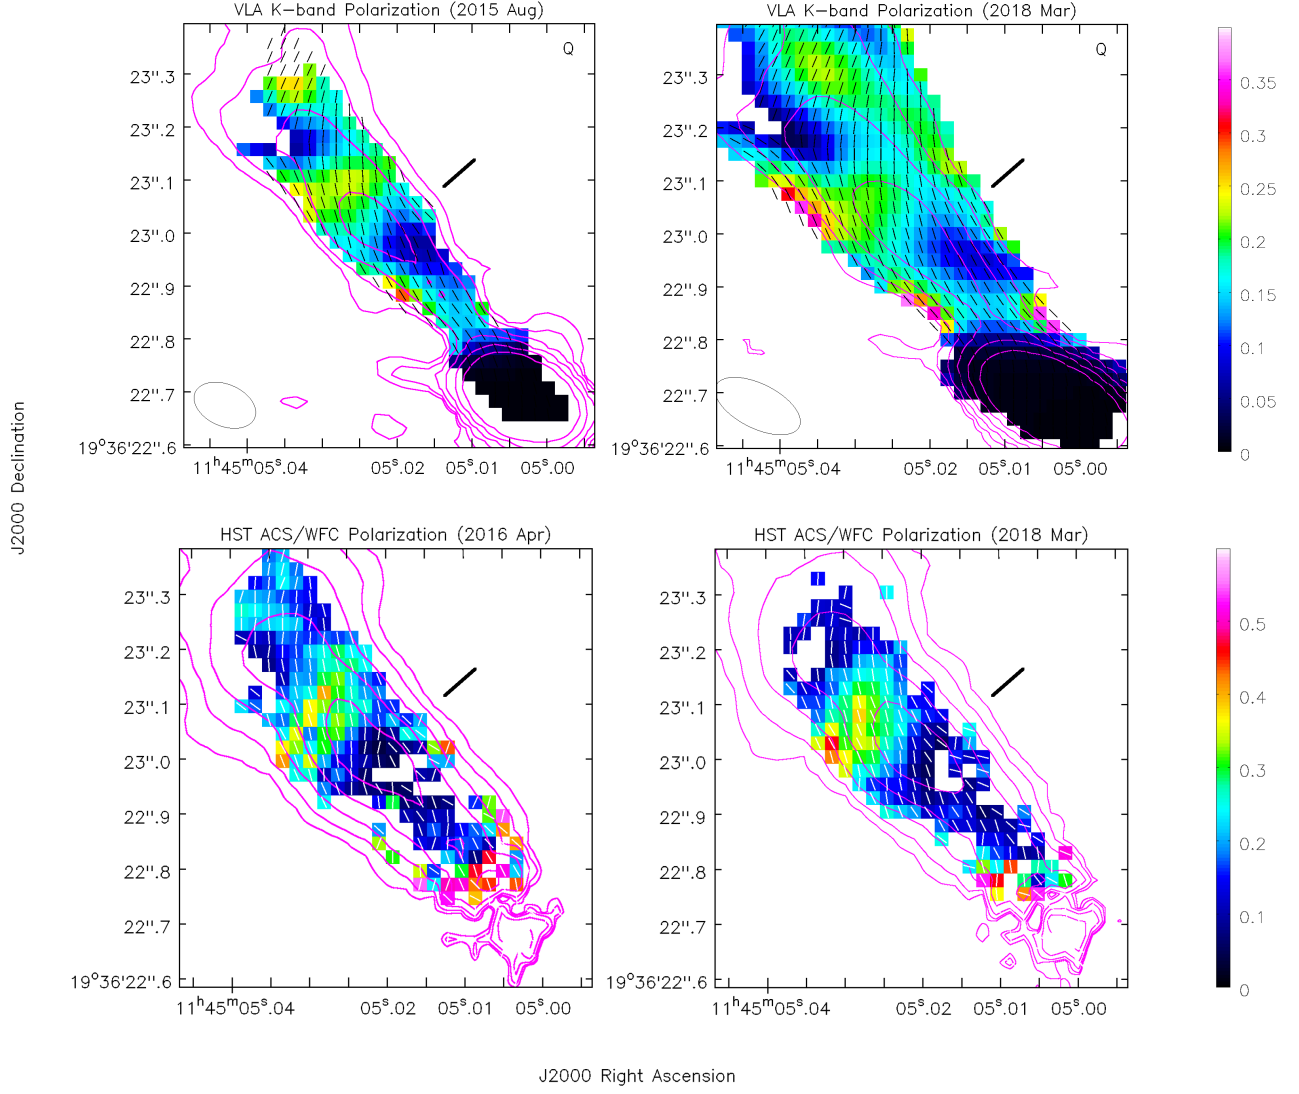 VLA K-band Polarization (2015 Aug)
VLA K-band Polarization (2018 Mar)
Q
Q
23".3
23".2
23".1
23".0
22".9
22".8
22".7
19°36'22".6
11h45m05s.04
05s.02
05s.01
05s.00
23".3
23".2
23".1
23".0
22".9
22".8
22".7
19°36'22".6
11h45m05s.04
05s.02
05s.01
05s.00
0.35
0.3
0.25
0.2
0.15
0.1
0.05
0
J2000 Declination
HST ACS/WFC Polarization (2016 Apr)
HST ACS/WFC Polarization (2018 Mar)
23".3
23".2
23".1
23".0
22".9
22".8
22".7
19°36'22".6
11h45m05s.04
05s.02
05s.01
05s.00
23".3
23".2
23".1
23".0
22".9
22".8
22".7
19°36'22".6
11h45m05s.04
05s.02
05s.01
05s.00
0.5
0.4
0.3
0.2
0.1
0
J2000 Right Ascension